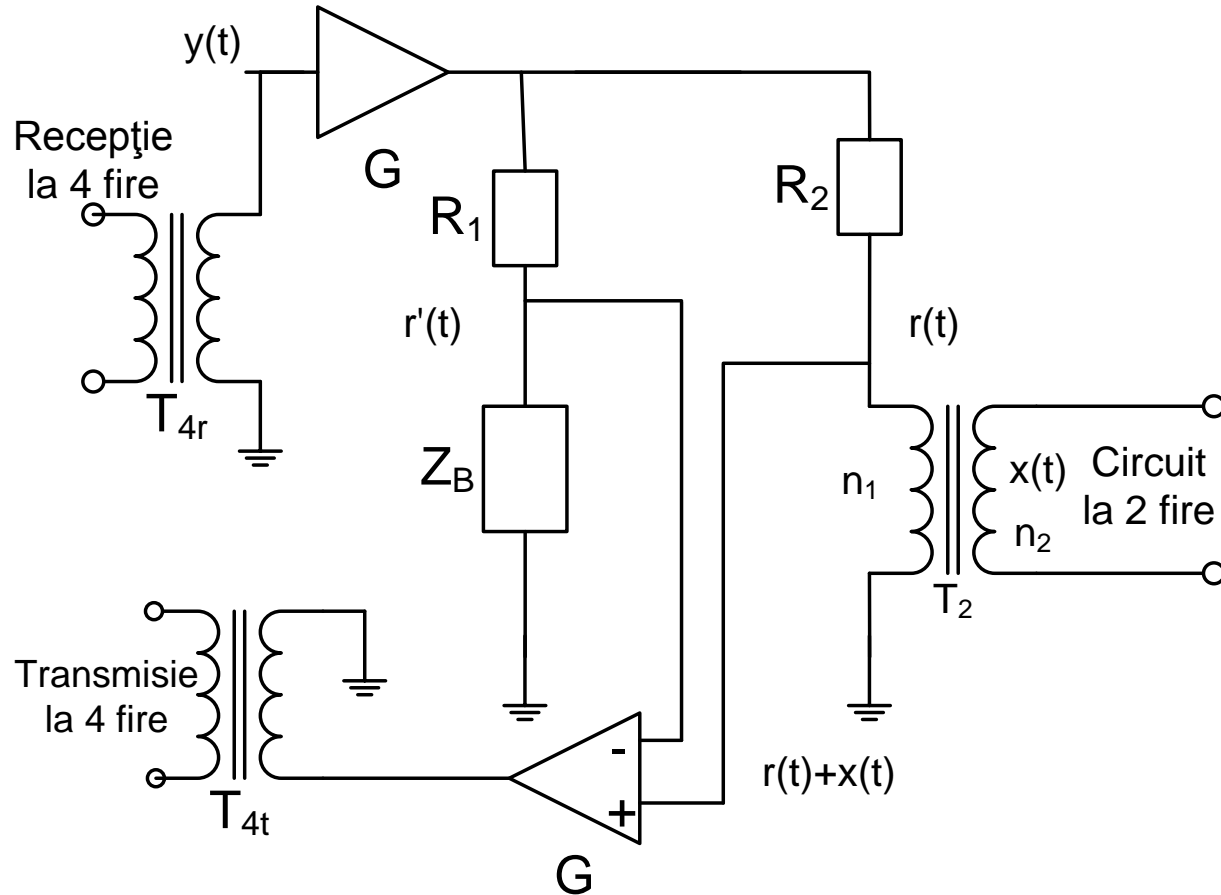 y(t)
Recepţie
la 4 fire
G
R1
R2
r'(t)
r(t)
T4r
ZB
n1
x(t)
n2
Circuit
la 2 fire
T2
Transmisie
la 4 fire
-
+
r(t)+x(t)
T4t
G